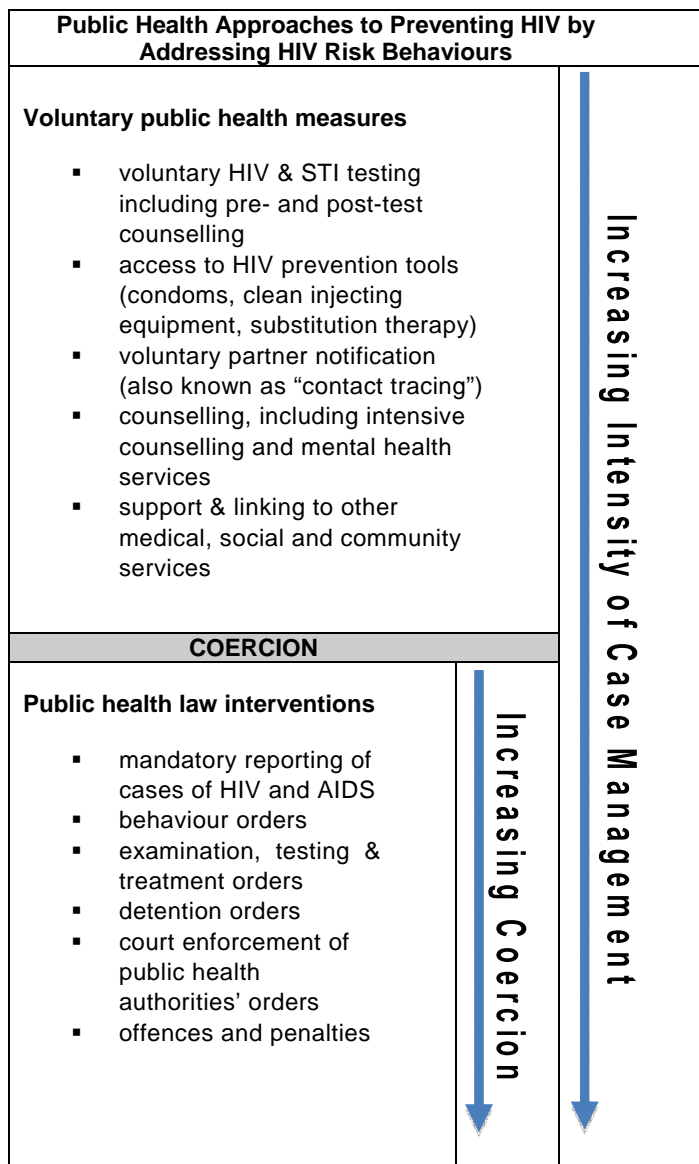 Public Health Approaches to Preventing HIV by
Addressing HIV Risk Behaviours
Voluntary public health measures
▪ voluntary HIV & STI testing
including pre- and post-test
counselling
▪ access to HIV prevention tools
(condoms, clean injecting
equipment, substitution therapy)
▪ voluntary partner notification
(also known as “contact tracing”)
▪ counselling, including intensive
counselling and mental health
services
▪ support & linking to other
medical, social and community
services
COERCION
Public health law interventions
▪ mandatory reporting of
cases of HIV and AIDS
▪ behaviour orders
▪ examination, testing &
treatment orders
▪ detention orders
▪ court enforcement of
public health
authorities’ orders
▪ offences and penalties
Increasing Coercion
Increasing Intensity of Case Management